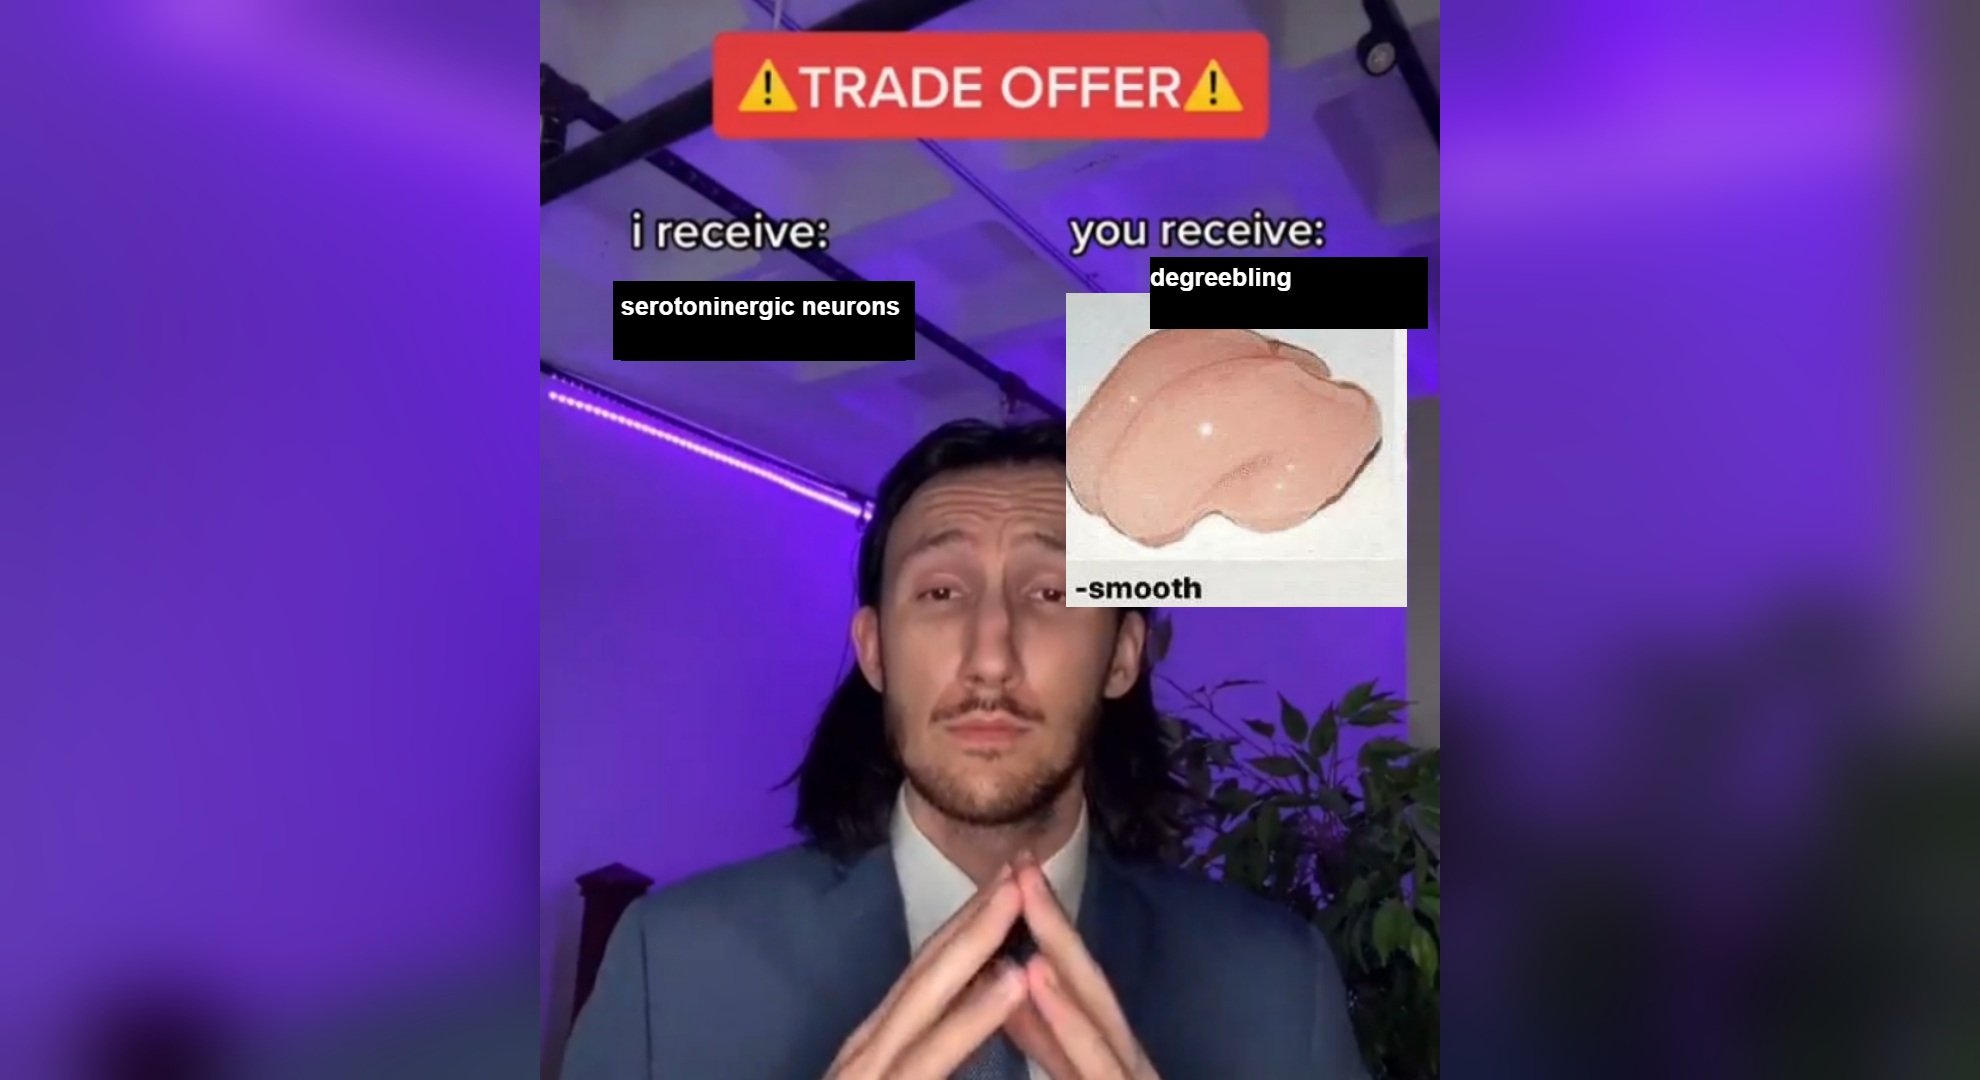 ⚠️TRADE OFFER⚠️
i receive:
you receive:
serotoninergic neurons
degreebling
-smooth